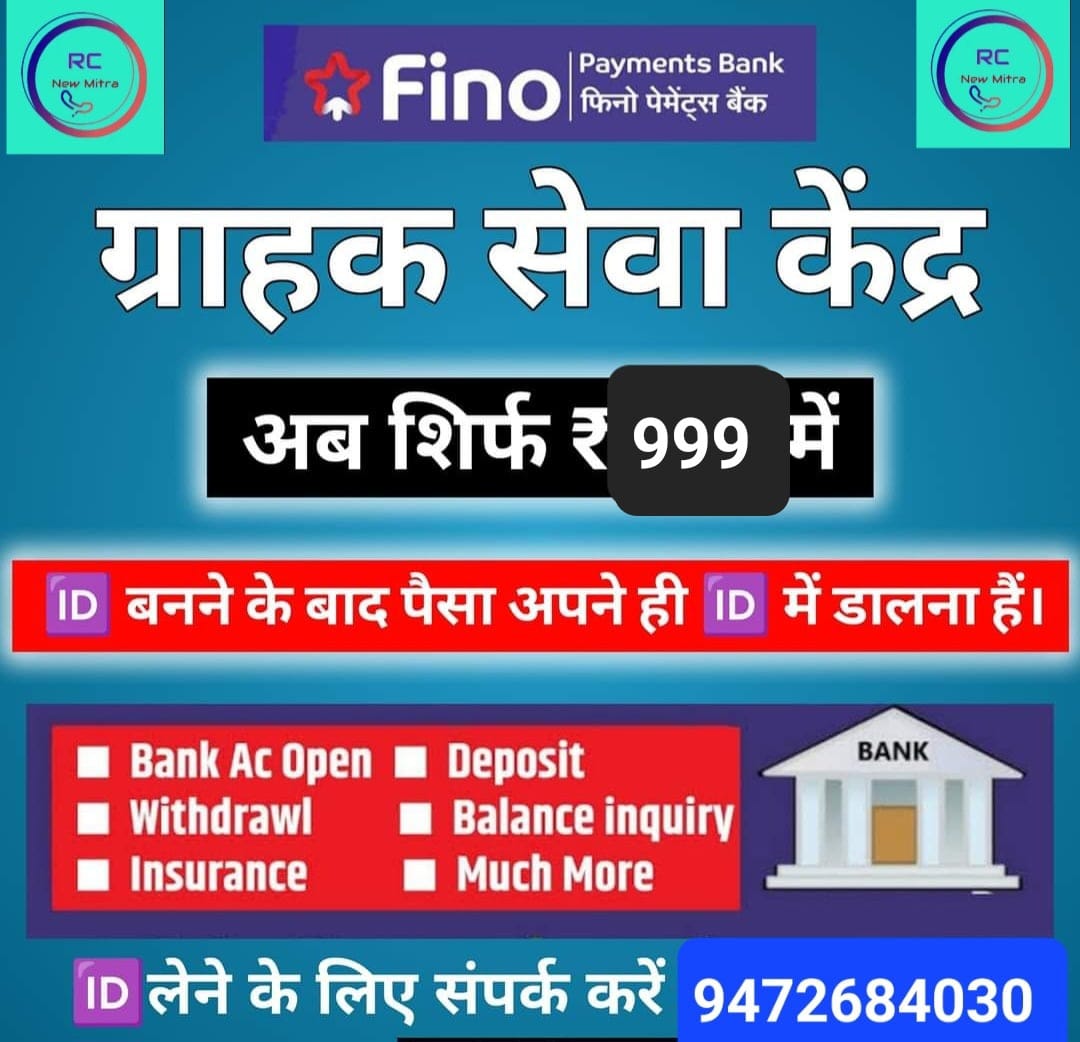 RC
New Mitra
Fino
Payments Bank
फिनो पेमेंट्स बैंक
RC
New Mitra
ग्राहक सेवा केंद्र
अब शिर्फ ₹ 999 में
ID बनने के बाद पैसा अपने ही ID में डालना हैं।
Bank Ac Open
Deposit
Withdrawl
Balance inquiry
Insurance
Much More
BANK
ID लेने के लिए संपर्क करें 9472684030